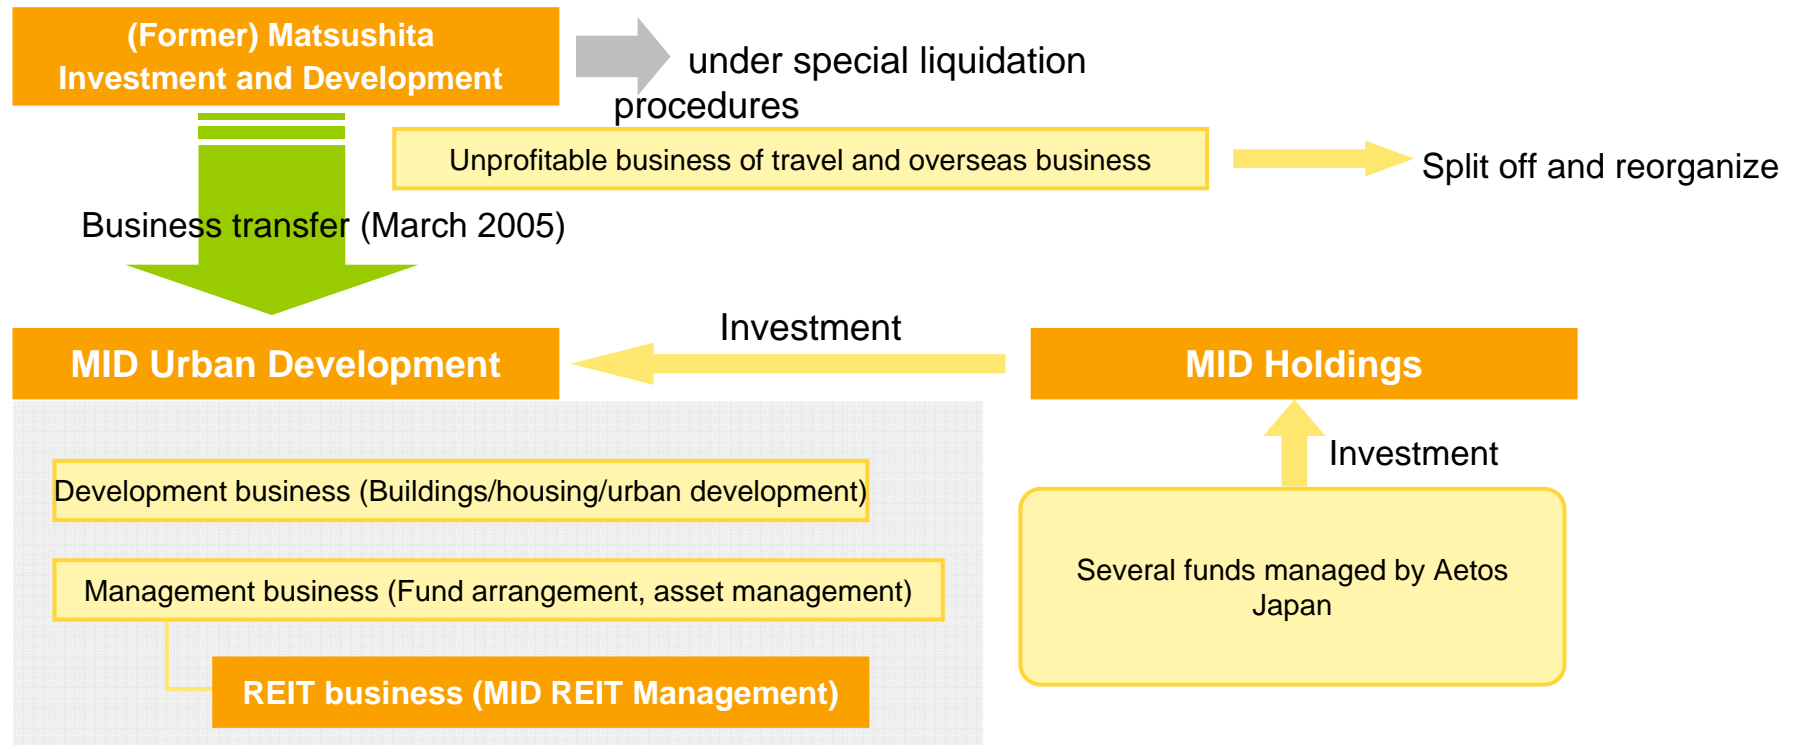 (Former) Matsushita
Investment and Development
under special liquidation
procedures
Unprofitable business of travel and overseas business
Split off and reorganize
Business transfer (March 2005)
Investment
MID Urban Development
MID Holdings
Investment
Development business (Buildings/housing/urban development)
Management business (Fund arrangement, asset management)
Several funds managed by Aetos
Japan
REIT business (MID REIT Management)